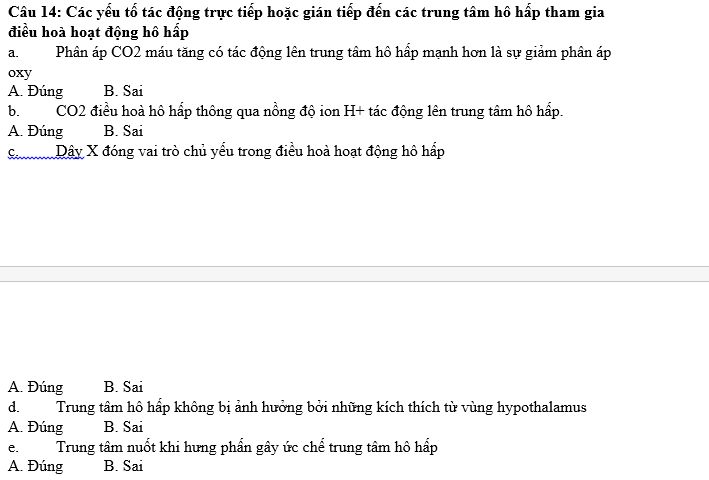 Câu 14: Các yếu tố tác động trực tiếp hoặc gián tiếp đến các trung tâm hô hấp tham gia
điều hoà hoạt động hô hấp
a. Phân áp CO2 máu tăng có tác động lên trung tâm hô hấp mạnh hơn là sự giảm phân áp
oxy
A. Đúng B. Sai
b. CO2 điều hoà hô hấp thông qua nồng độ ion H+ tác động lên trung tâm hô hấp.
A. Đúng B. Sai
c. Dây X đóng vai trò chủ yếu trong điều hoà hoạt động hô hấp
A. Đúng B. Sai
d. Trung tâm hô hấp không bị ảnh hưởng bởi những kích thích từ vùng hypothalamus
A. Đúng B. Sai
e. Trung tâm nuốt khi hưng phấn gây ức chế trung tâm hô hấp
A. Đúng B. Sai